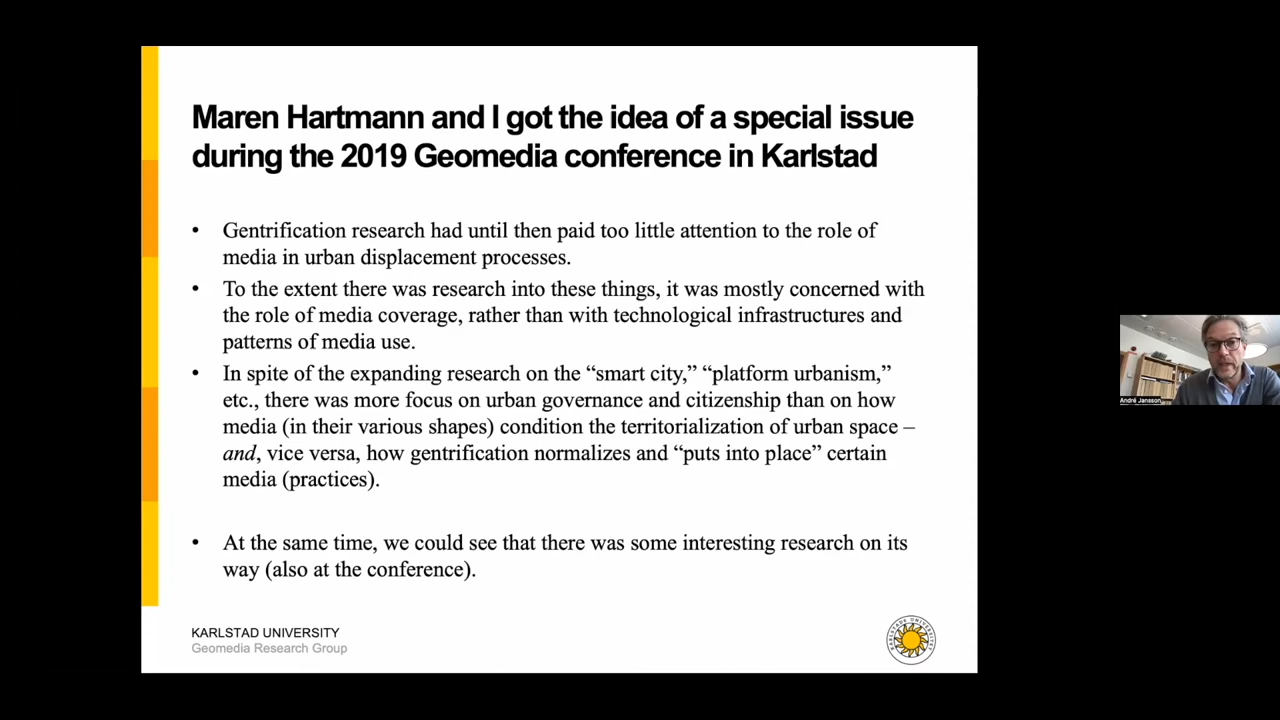 Maren Hartmann and I got the idea of a special issue
during the 2019 Geomedia conference in Karlstad
• Gentrification research had until then paid too little attention to the role of
media in urban displacement processes.
• To the extent there was research into these things, it was mostly concerned with
the role of media coverage, rather than with technological infrastructures and
patterns of media use.
• In spite of the expanding research on the “smart city,” “platform urbanism,”
etc., there was more focus on urban governance and citizenship than on how
media (in their various shapes) condition the territorialization of urban space –
and, vice versa, how gentrification normalizes and “puts into place” certain
media (practices).
• At the same time, we could see that there was some interesting research on its
way (also at the conference).
KARLSTAD UNIVERSITY
Geomedia Research Group
André Jansson